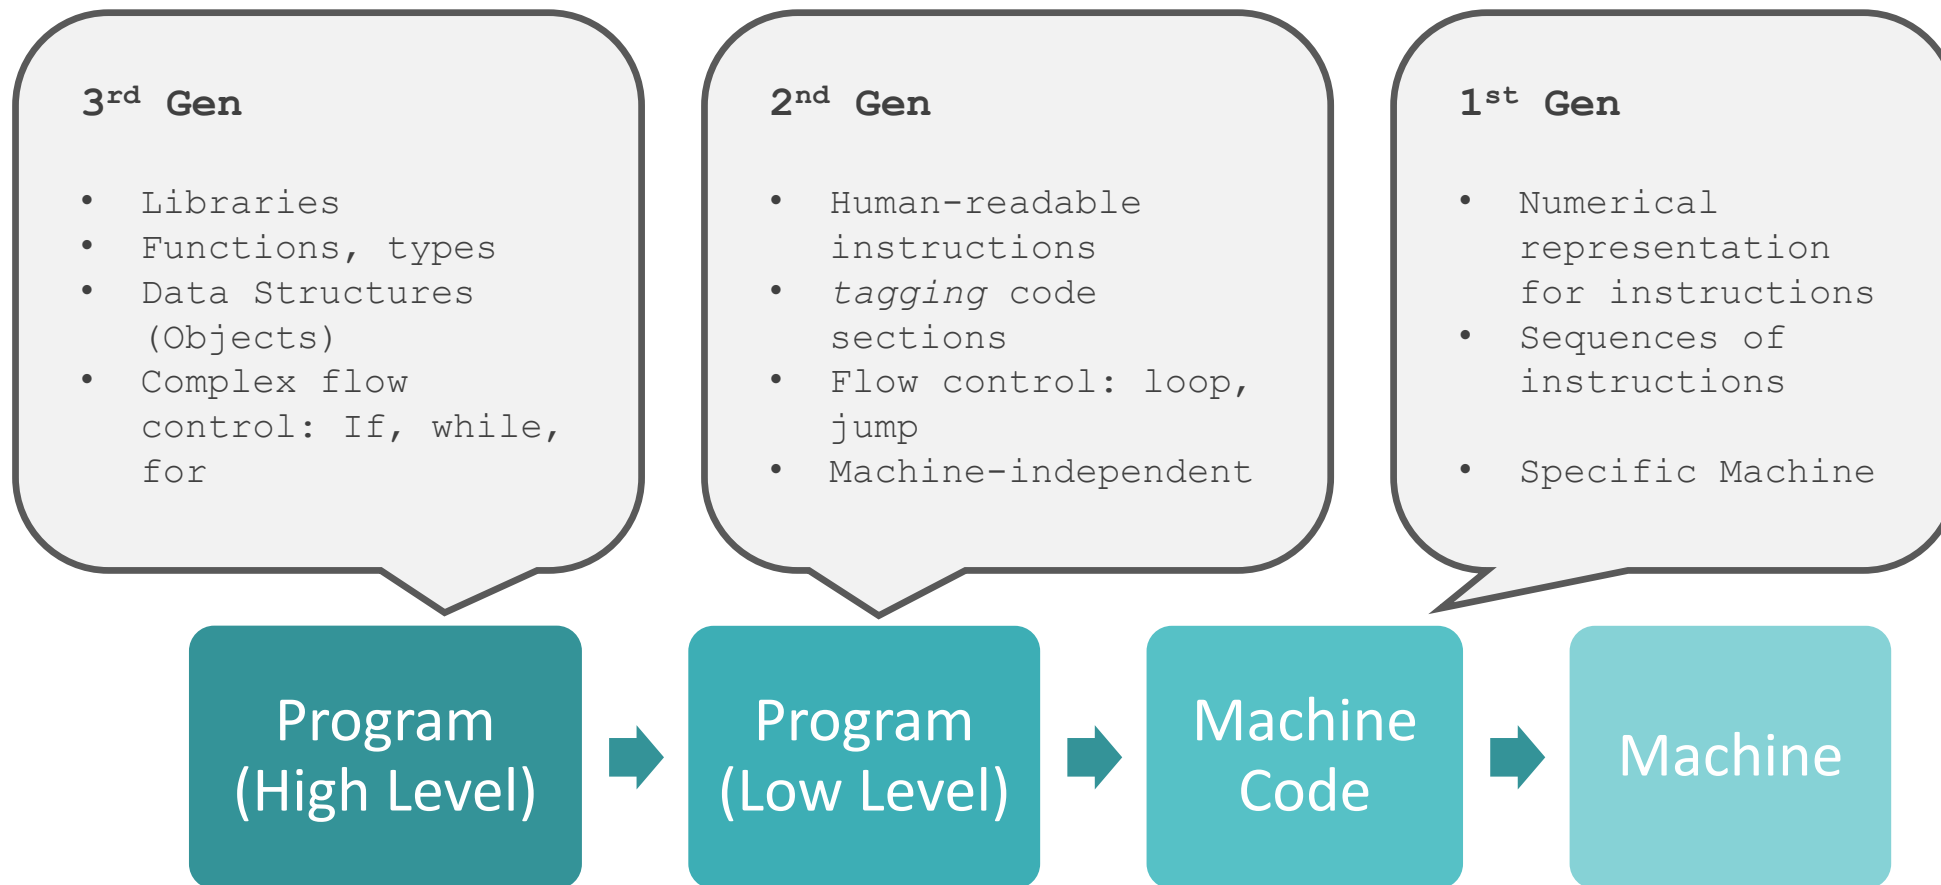 3rd Gen
• Libraries
• Functions, types
• Data Structures
(Objects)
• Complex flow
control: If, while,
for
2nd Gen
• Human-readable
instructions
• tagging code
sections
• Flow control: loop,
jump
• Machine-independent
1st Gen
• Numerical
representation
for instructions
• Sequences of
instructions
• Specific Machine
Program
(High Level)
Program
(Low Level)
Machine
Code
Machine